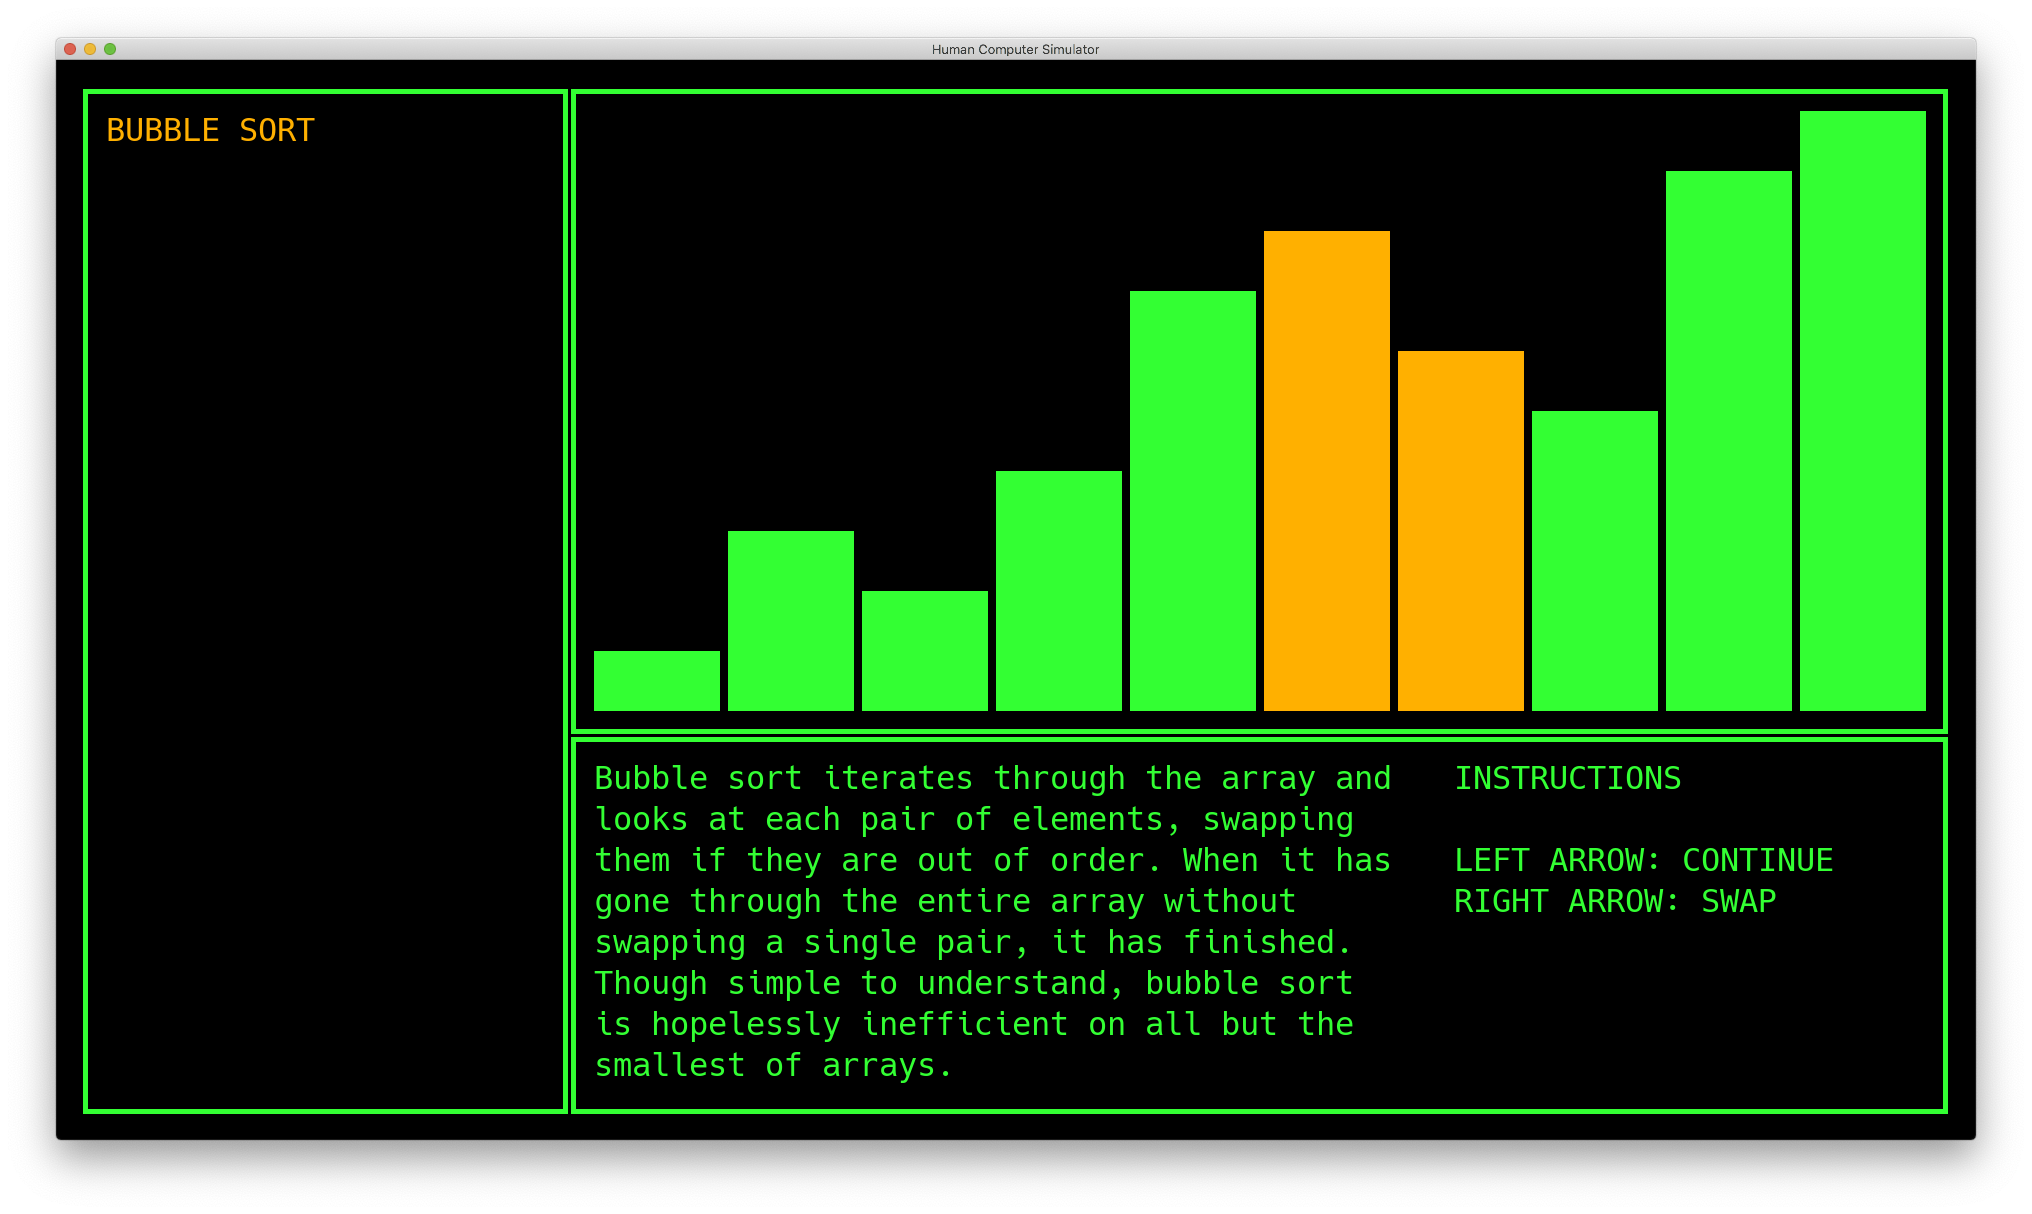 Human Computer Simulator
BUBBLE SORT
Bubble sort iterates through the array and
looks at each pair of elements, swapping
them if they are out of order. When it has
gone through the entire array without
swapping a single pair, it has finished.
Though simple to understand, bubble sort
is hopelessly inefficient on all but the
smallest of arrays.
INSTRUCTIONS
LEFT ARROW: CONTINUE
RIGHT ARROW: SWAP